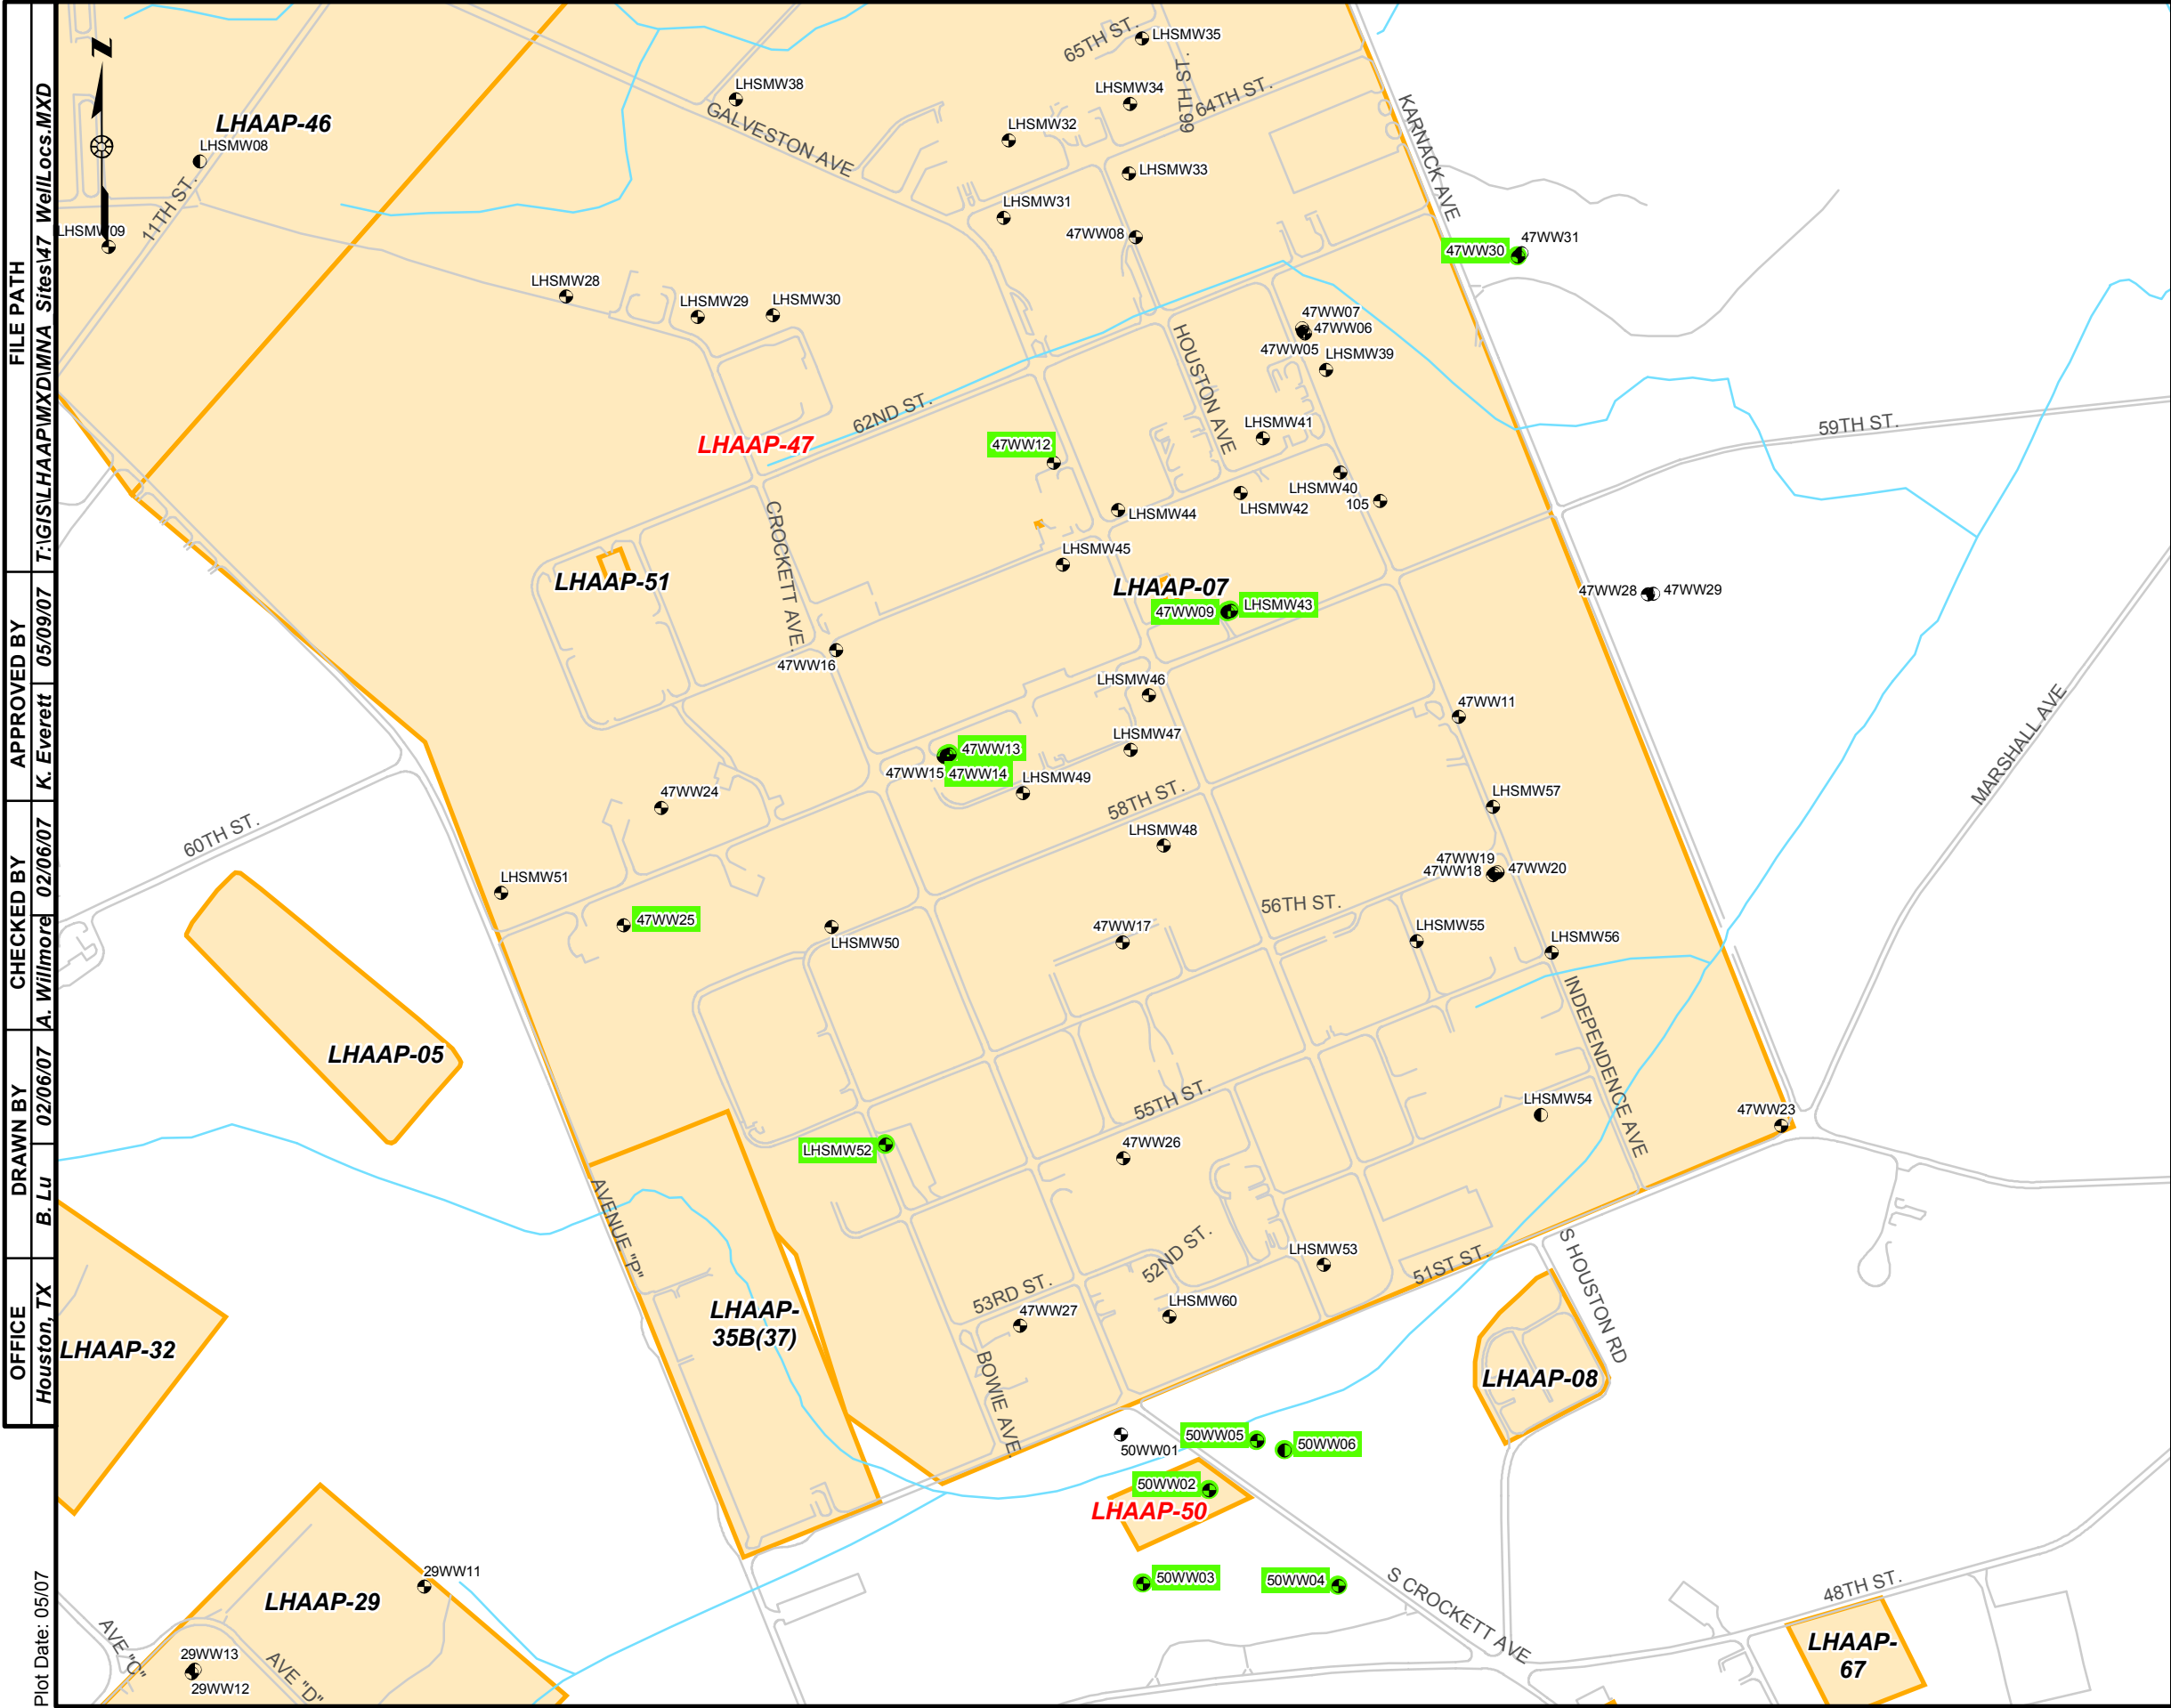 FILE PATH
T:\GIS\LHAAP\MXD\MNA Sites\47 WellLocs.MXD
APPROVED BY
K. Everett 05/09/07
CHECKED BY
A. Willmore 02/06/07
DRAWN BY
B. Lu 02/06/07
OFFICE
Houston, TX
Plot Date: 05/07
N
65TH ST.
LHSMW35
LHSMW38
LHSMW34
66TH ST.
64TH ST.
KARNACK AVE
LHAAP-46
LHSMW08
GALVESTON AVE
LHSMW32
LHSMW33
11TH ST.
LHSMW09
LHSMW31
47WW08
47WW30
47WW31
LHSMW28
LHSMW29
LHSMW30
47WW07
47WW06
47WW05
LHSMW39
HOUSTON AVE
62ND ST.
59TH ST.
LHAAP-47
47WW12
LHSMW41
LHSMW40
105
LHSMW42
LHSMW44
CROCKETT AVE.
LHSMW45
LHAAP-51
LHAAP-07
47WW09
LHSMW43
47WW28
47WW29
47WW16
LHSMW46
47WW11
MARSHALL AVE
LHSMW47
47WW13
47WW15
47WW14
LHSMW49
47WW24
58TH ST.
LHSMW57
60TH ST.
LHSMW48
47WW19
47WW18
47WW20
LHSMW51
47WW25
LHSMW50
56TH ST.
47WW17
LHSMW55
LHSMW56
INDEPENDENCE AVE
LHAAP-05
55TH ST.
LHSMW54
47WW23
LHSMW52
47WW26
AVENUE "P"
52ND ST.
LHSMW53
51ST ST.
S HOUSTON RD
53RD ST.
47WW27
LHSMW60
LHAAP-
35B(37)
LHAAP-32
BOWIE AVE.
LHAAP-08
50WW01
50WW05
50WW06
50WW02
LHAAP-50
50WW03
50WW04
S CROCKETT AVE
48TH ST.
29WW11
LHAAP-29
AVE "C"
AVE "D"
29WW13
29WW12
LHAAP-
67